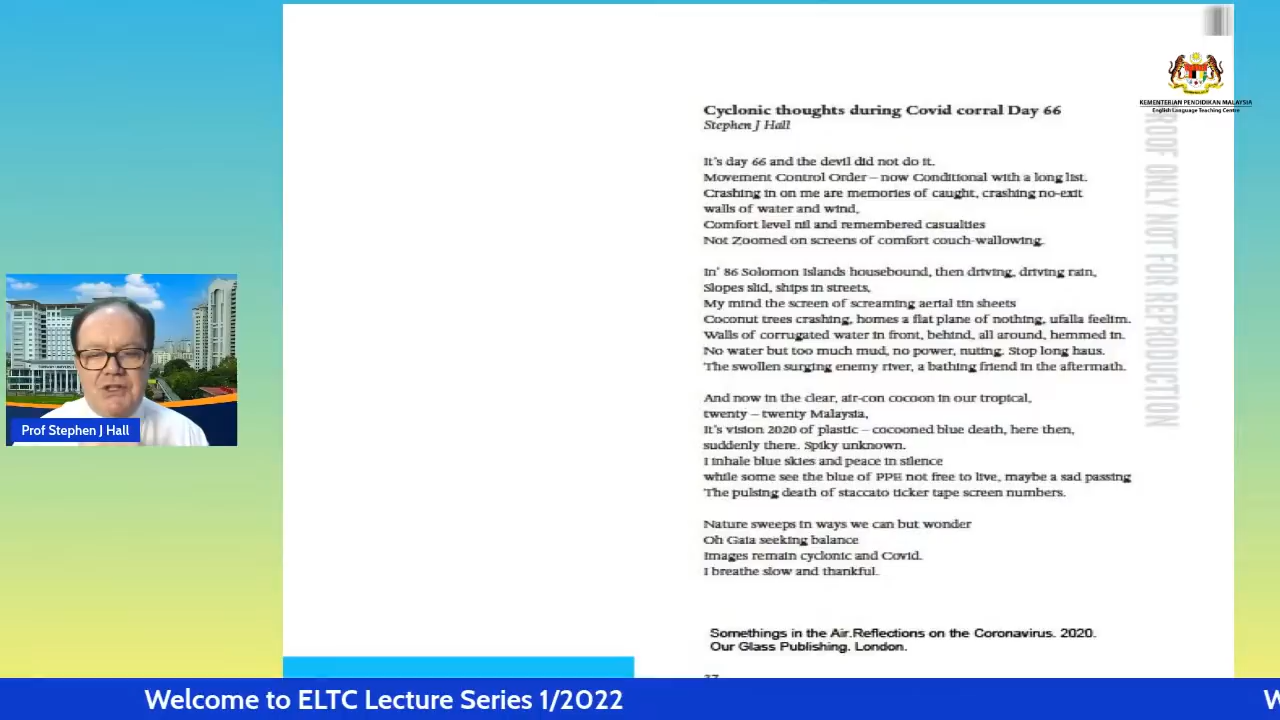 Cyclonic thoughts during Covid corral Day 66
Stephen J Hall
It's day 66 and the devil did not do it.
Movement Control Order – now Conditional with a long list.
Crashing in on me are memories of caught, crashing no-exit
walls of water and wind,
Comfort level nil and remembered casualties
Not Zoomed on screens of comfort couch-wallowing.
In' 86 Solomon Islands housebound, then driving, driving rain,
Slopes slid, ships in streets,
My mind the screen of screaming aerial tin sheets
Coconut trees crashing, homes a flat plane of nothing, ufalla feelim.
Walls of corrugated water in front, behind, all around, hemmed in.
No water but too much mud, no power, nuting. Stop long haus.
The swollen surging enemy river, a bathing friend in the aftermath.
And now in the clear, air-con cocoon in our tropical,
twenty – twenty Malaysia,
It's vision 2020 of plastic – cocooned blue death, here then,
suddenly there. Spiky unknown.
I inhale blue skies and peace in silence
while some see the blue of PPE not free to live, maybe a sad passing
The pulsing death of staccato ticker tape screen numbers.
Nature sweeps in ways we can but wonder
Oh Gaia seeking balance
Images remain cyclonic and Covid.
I breathe slow and thankful.
Somethings in the Air.Reflections on the Coronavirus. 2020.
Our Glass Publishing. London.
KEMENTERIAN PENDIDIKAN MALAYSIA
English Language Teaching Centre
ROOF ONLY NOT FOR REPRODUCTION
Prof Stephen J Hall
Welcome to ELTC Lecture Series 1/2022
W